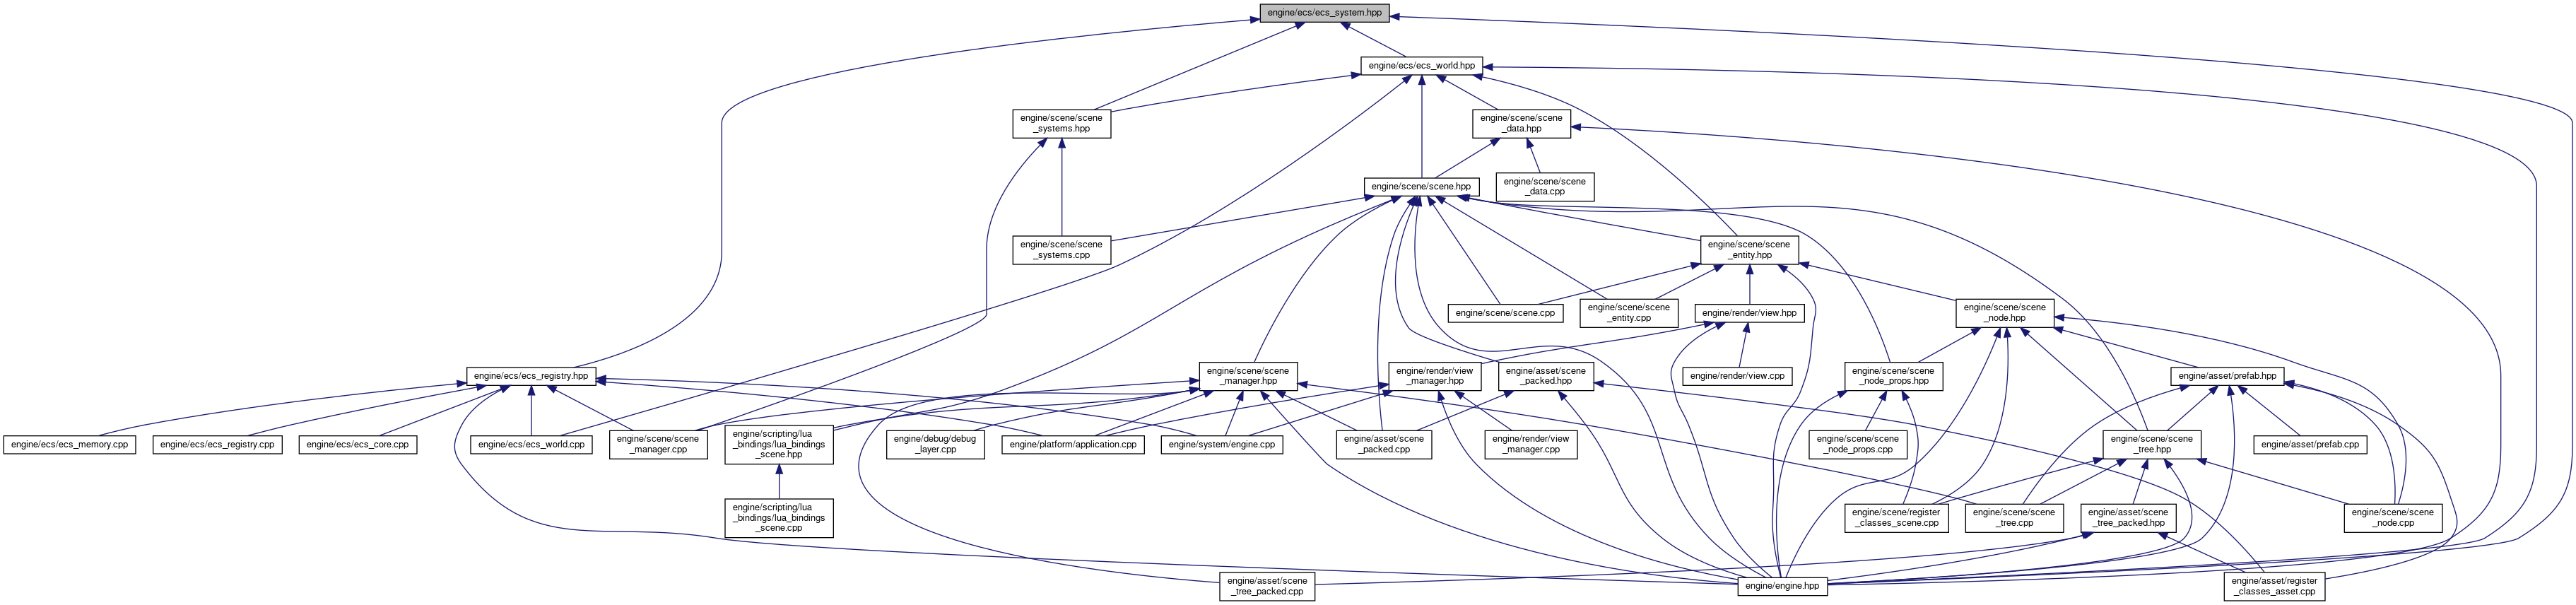 engine/ecs/ecs_system.hpp
engine/ecs/ecs_world.hpp
engine/scene/scene
_systems.hpp
engine/scene/scene
_data.hpp
engine/scene/scene.hpp
engine/scene/scene
_data.cpp
engine/scene/scene
_systems.cpp
engine/scene/scene
_entity.hpp
engine/scene/scene.cpp
engine/scene/scene
_entity.cpp
engine/render/view.hpp
engine/scene/scene
_node.hpp
engine/ecs/ecs_registry.hpp
engine/scene/scene
_manager.hpp
engine/render/view
_manager.hpp
engine/asset/scene
_packed.hpp
engine/render/view.cpp
engine/scene/scene
_node_props.hpp
engine/asset/prefab.hpp
engine/ecs/ecs_memory.cpp
engine/ecs/ecs_registry.cpp
engine/ecs/ecs_core.cpp
engine/ecs/ecs_world.cpp
engine/scene/scene
_manager.cpp
engine/scripting/lua
_bindings/lua_bindings
_scene.hpp
engine/debug/debug
_layer.cpp
engine/platform/application.cpp
engine/system/engine.cpp
engine/asset/scene
_packed.cpp
engine/render/view
_manager.cpp
engine/scene/scene
_node_props.cpp
engine/scene/scene
_tree.hpp
engine/asset/prefab.cpp
engine/scripting/lua
_bindings/lua_bindings
_scene.cpp
engine/scene/register
_classes_scene.cpp
engine/scene/scene
_tree.cpp
engine/asset/scene
_tree_packed.hpp
engine/scene/scene
_node.cpp
engine/asset/scene
_tree_packed.cpp
engine/engine.hpp
engine/asset/register
_classes_asset.cpp